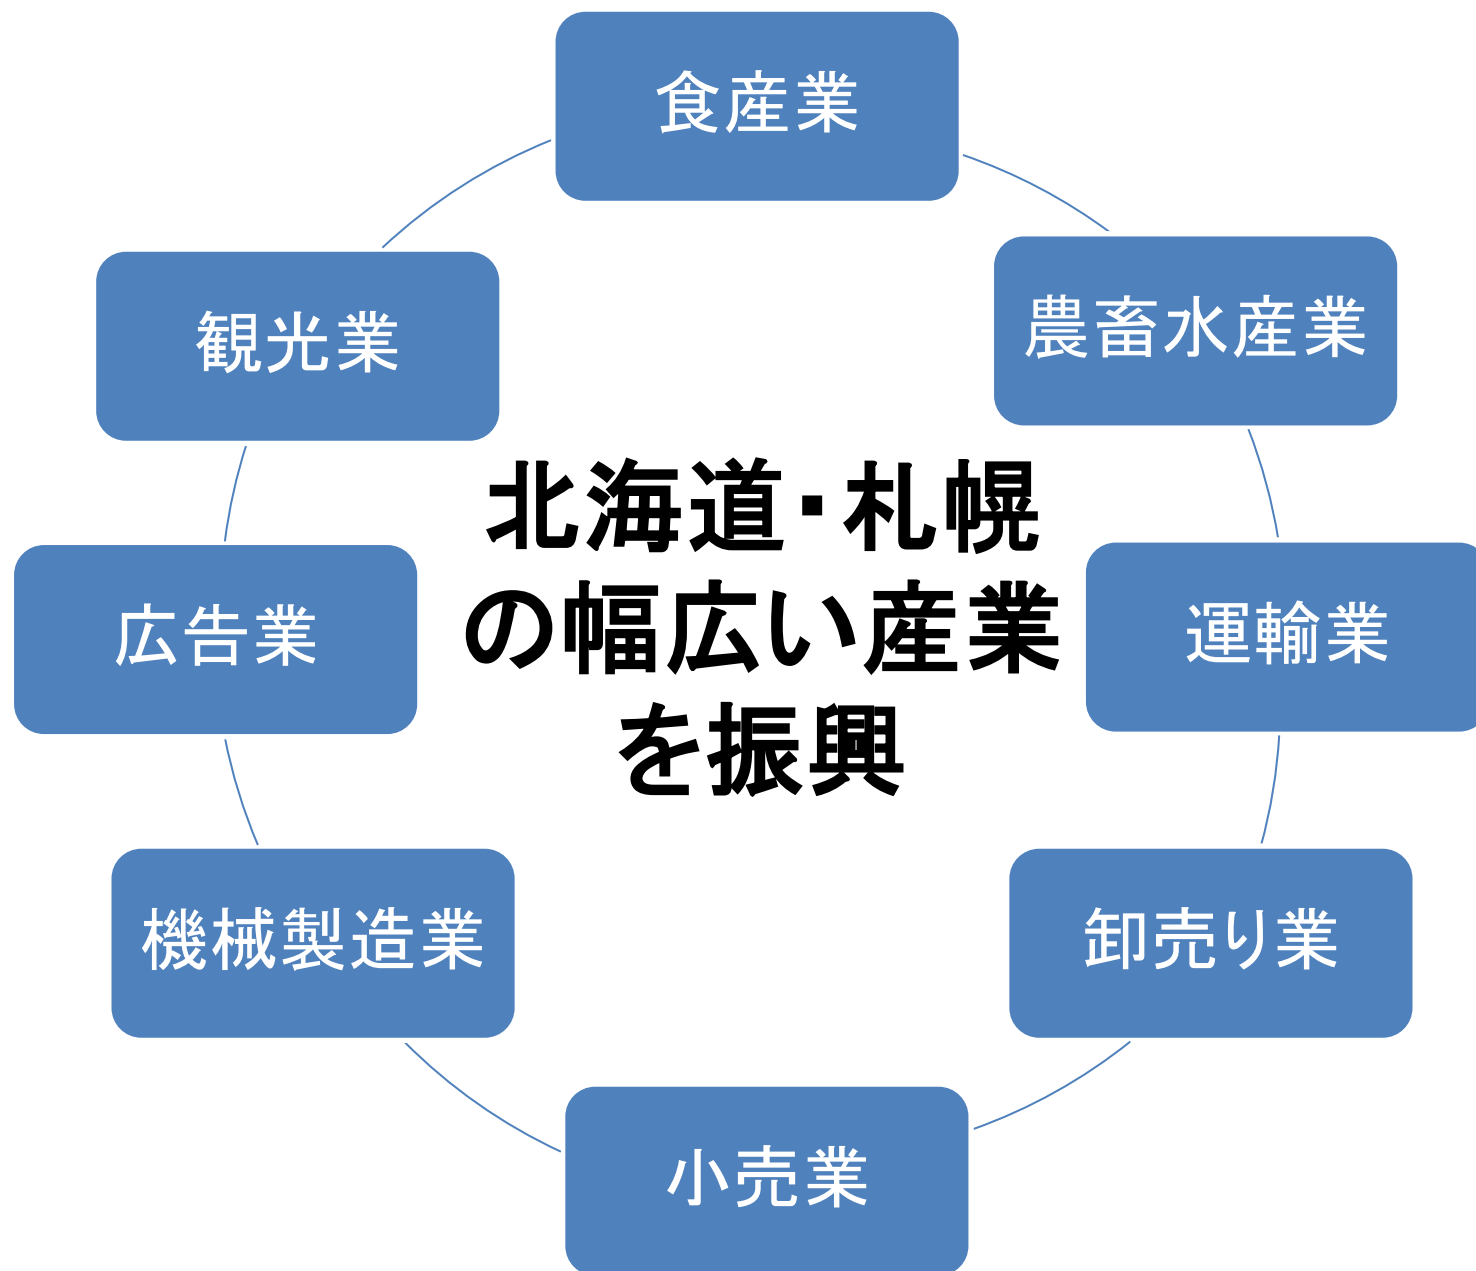 食産業
観光業
農畜水産業
北海道・札幌
の幅広い産業
を振興
広告業
運輸業
機械製造業
卸売り業
小売業